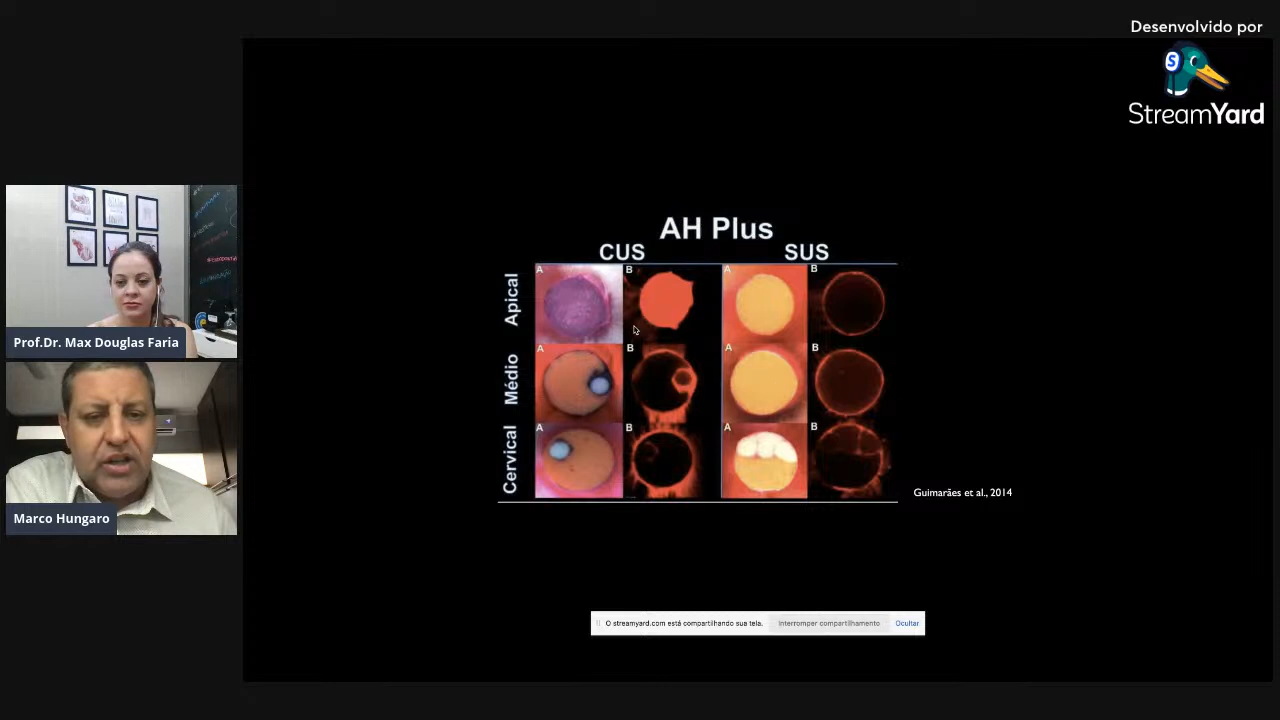 Desenvolvido por
StreamYard
Prof.Dr. Max Douglas Faria
Marco Hungaro
AH Plus
CUS SUS
Apical
A B A B
Médio
A B A B
Cervical
A B A B
Guimarães et al., 2014
O streamyard.com está compartilhando sua tela. Interromper compartilhamento Ocultar